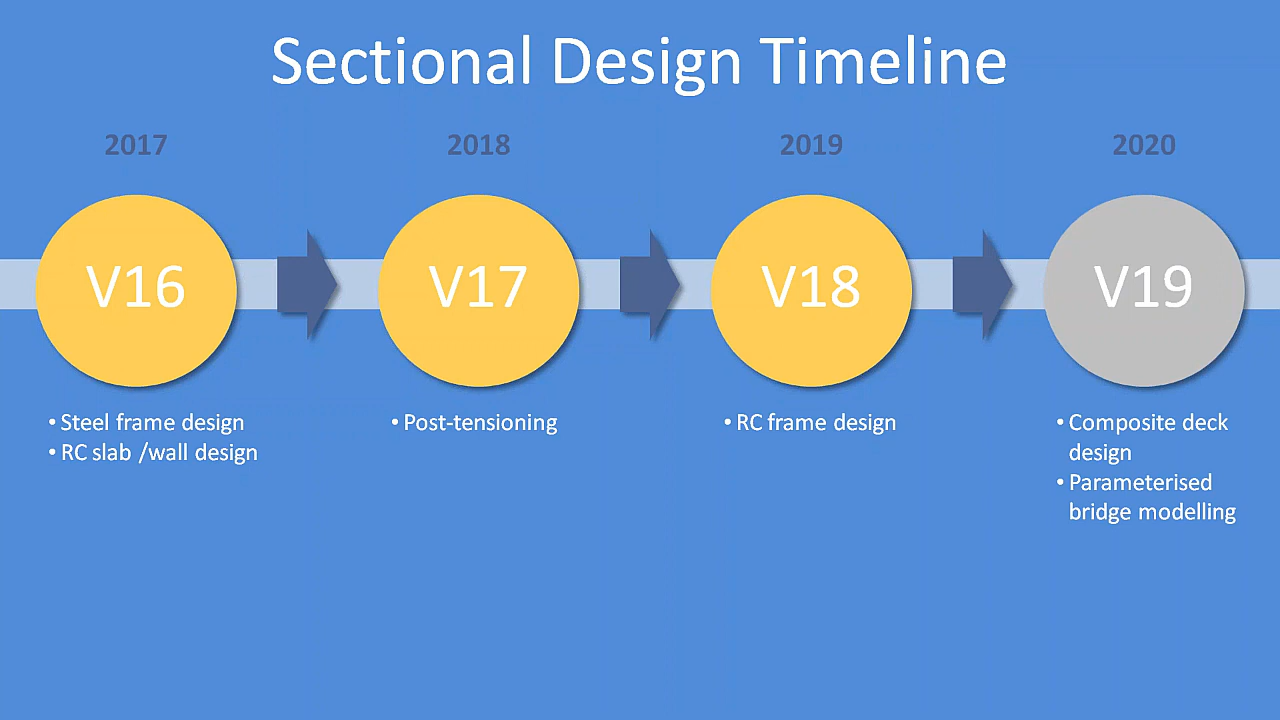 Sectional Design Timeline
2017
2018
2019
2020
V16
V17
V18
V19
• Steel frame design
• RC slab /wall design
• Post-tensioning
• RC frame design
• Composite deck
design
• Parameterised
bridge modelling